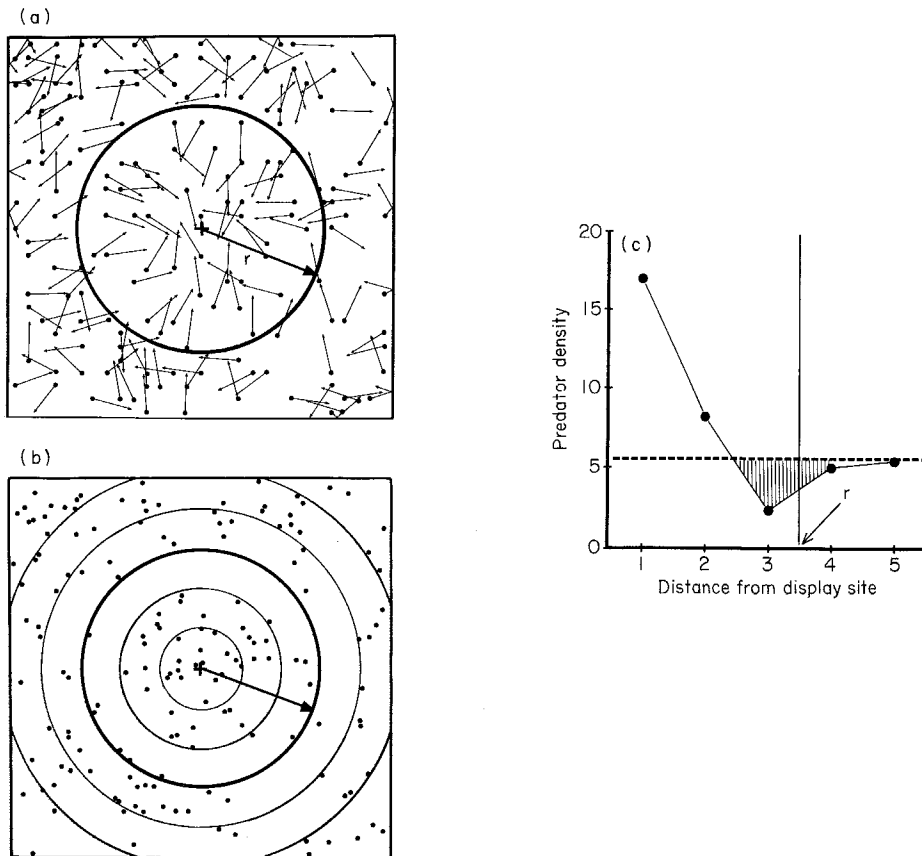 (a)
r
(b)
(c)
Predator density
20
15
10
5
0
r
1 2 3 4 5
Distance from display site